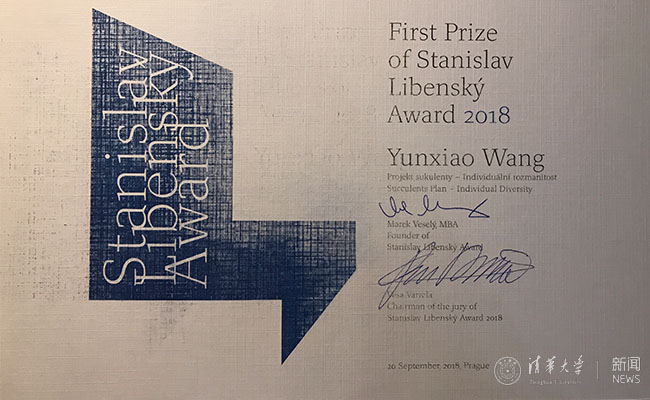 Stanislav
Libenský
Award
First Prize
of Stanislav
Libenský
Award 2018
Yunxiao Wang
Projekt sukulenty – Individuální rozmanitost
Succulents Plan – Individual Diversity
Marek Veselý, MBA
Founder of
Stanislav Libenský Award
Chairman of the jury of
Stanislav Libenský Award 2018
20 September, 2018, Prague
清華大学
Tsinghua University
新闻
NEWS